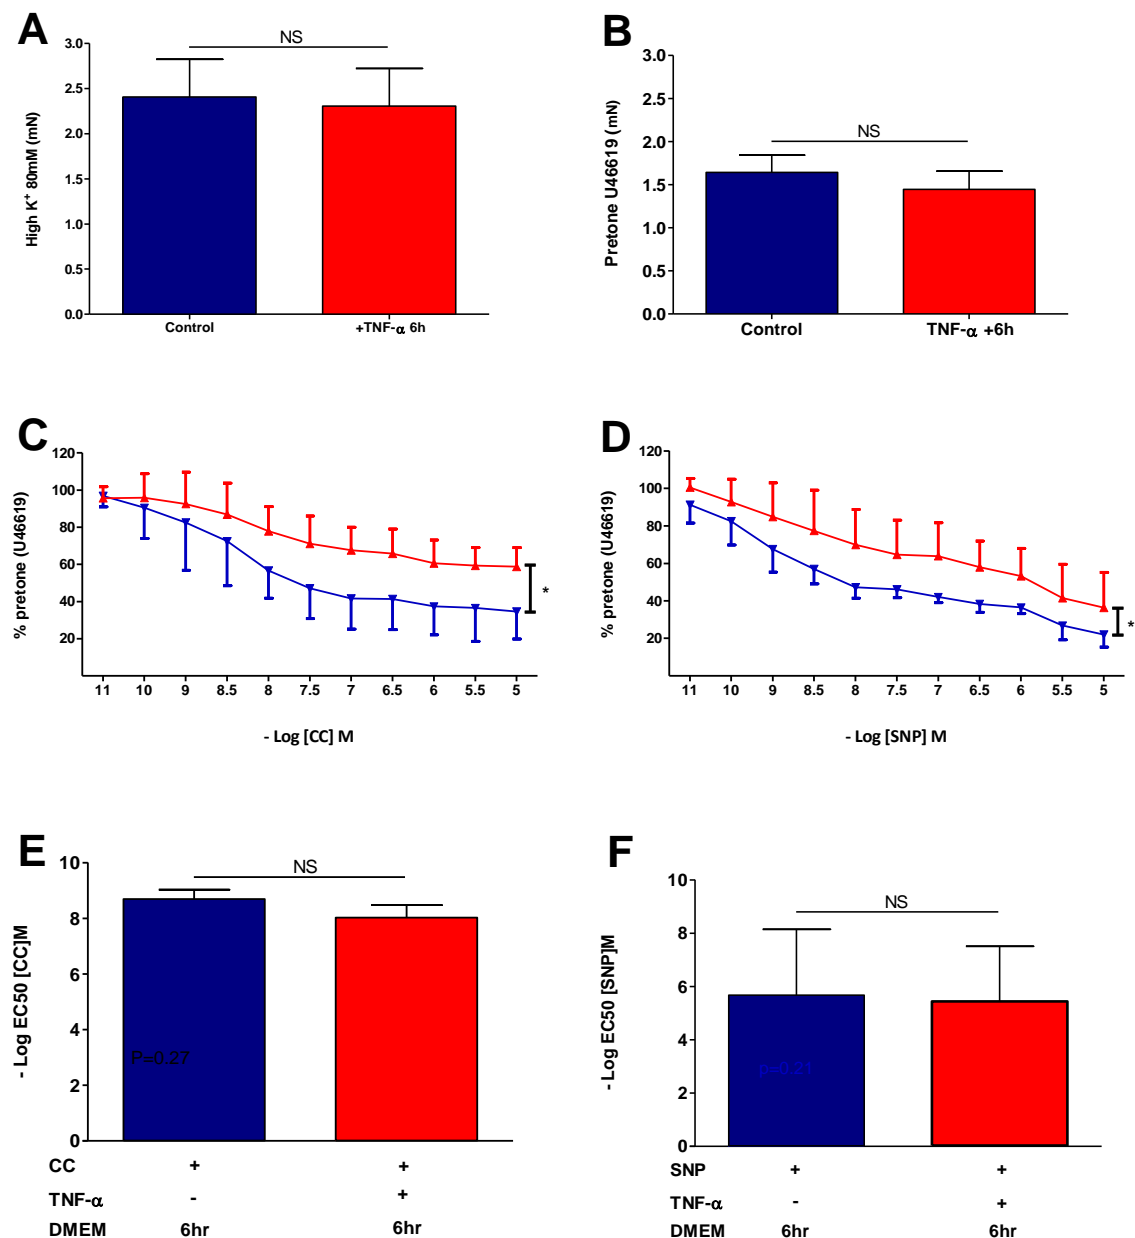 A
NS
High K+ 80mM (mN)
3.0
2.5
2.0
1.5
1.0
0.5
0.0
Control
+TNF-α 6h
B
NS
Pretone U46619 (mN)
3.0
2.5
2.0
1.5
1.0
0.5
0.0
Control
TNF-α +6h
C
% pretone (U46619)
120
100
80
60
40
20
*
11 10 9 8.5 8 7.5 7 6.5 6 5.5 5
- Log [CC] M
D
% pretone (U46619)
120
100
80
60
40
20
*
11 10 9 8.5 8 7.5 7 6.5 6 5.5 5
- Log [SNP] M
E
NS
- Log EC50 [CC]M
10
8
6
4
2
0
P=0.27
CC + +
TNF-α - +
DMEM 6hr 6hr
F
NS
- Log EC50 [SNP]M
10
8
6
4
2
0
p=0.21
SNP + +
TNF-α - +
DMEM 6hr 6hr